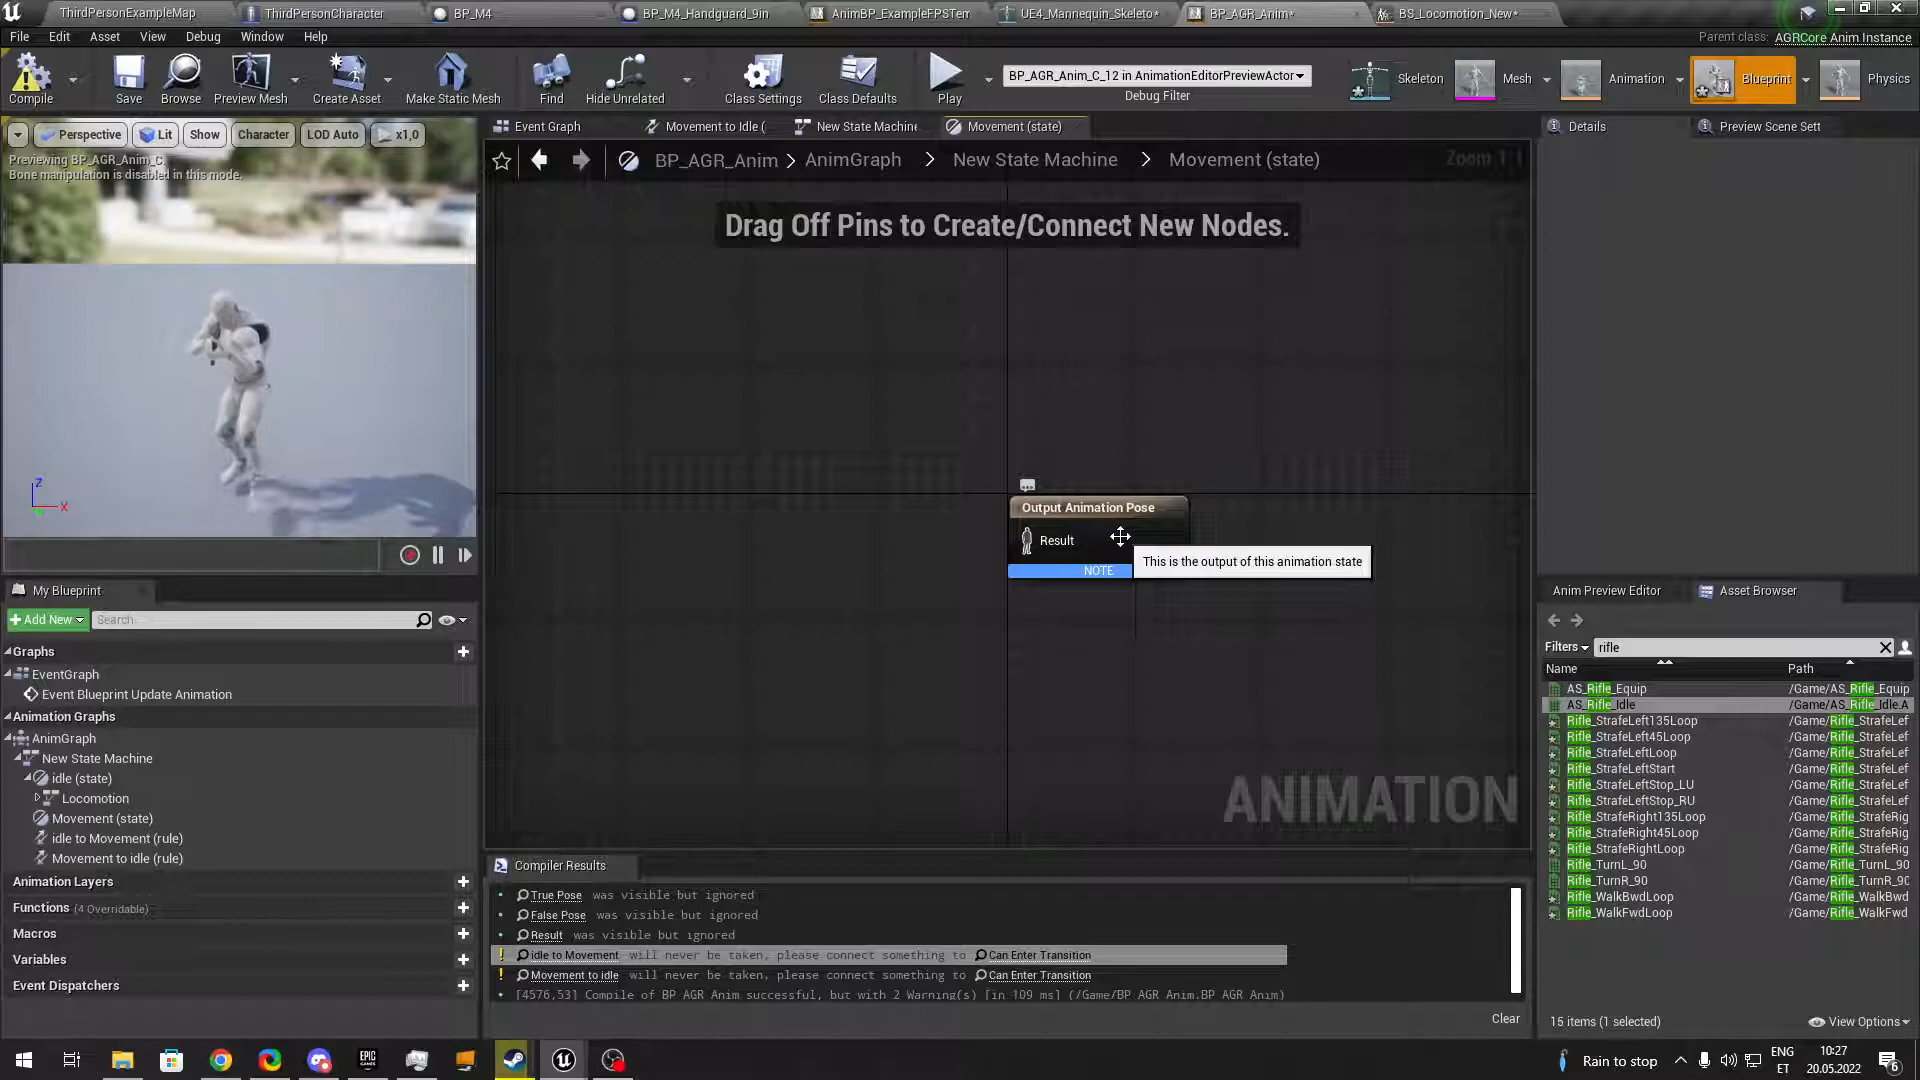 ThirdPersonExampleMap
ThirdPersonCharacter
BP_M4
BP_M4_Handguard_9in
AnimBP_ExampleFPSTem
UE4_Mannequin_Skeleto*
BP_AGR_Anim*
BS_Locomotion_New*
File Edit Asset View Debug Window Help
Parent class: AGRCore Anim Instance
Compile
Save
Browse
Preview Mesh
Create Asset
Make Static Mesh
Find
Hide Unrelated
Class Settings
Class Defaults
Play
BP_AGR_Anim_C_12 in AnimationEditorPreviewActor
Debug Filter
Skeleton
Mesh
Animation
Blueprint
Physics
Perspective
Lit
Show
Character
LOD Auto
x1,0
Previewing BP_AGR_Anim_C.
Bone manipulation is disabled in this mode.
Z
X
Event Graph
Movement to Idle (
New State Machine
Movement (state)
BP_AGR_Anim > AnimGraph > New State Machine > Movement (state)
Zoom 1:1
Drag Off Pins to Create/Connect New Nodes.
Output Animation Pose
Result
NOTE
This is the output of this animation state
ANIMATION
Details
Preview Scene Sett
My Blueprint
Add New
Search
Graphs
EventGraph
Event Blueprint Update Animation
Animation Graphs
AnimGraph
New State Machine
idle (state)
Locomotion
Movement (state)
idle to Movement (rule)
Movement to idle (rule)
Animation Layers
Functions (4 Overridable)
Macros
Variables
Event Dispatchers
Compiler Results
True Pose was visible but ignored
False Pose was visible but ignored
Result was visible but ignored
idle to Movement will never be taken, please connect something to Can Enter Transition
Movement to idle will never be taken, please connect something to Can Enter Transition
[4576,53] Compile of BP_AGR_Anim successful, but with 2 Warning(s) [in 109 ms] (/Game/BP_AGR_Anim.BP_AGR_Anim)
Clear
Anim Preview Editor
Asset Browser
Filters
rifle
Name Path
AS_Rifle_Equip /Game/AS_Rifle_Equip
AS_Rifle_Idle /Game/AS_Rifle_Idle.A
Rifle_StrafeLeft135Loop /Game/Rifle_StrafeLef
Rifle_StrafeLeft45Loop /Game/Rifle_StrafeLef
Rifle_StrafeLeftLoop /Game/Rifle_StrafeLef
Rifle_StrafeLeftStart /Game/Rifle_StrafeLef
Rifle_StrafeLeftStop_LU /Game/Rifle_StrafeLef
Rifle_StrafeLeftStop_RU /Game/Rifle_StrafeLef
Rifle_StrafeRight135Loop /Game/Rifle_StrafeRig
Rifle_StrafeRight45Loop /Game/Rifle_StrafeRig
Rifle_StrafeRightLoop /Game/Rifle_StrafeRig
Rifle_TurnL_90 /Game/Rifle_TurnL_90
Rifle_TurnR_90 /Game/Rifle_TurnR_90
Rifle_WalkBwdLoop /Game/Rifle_WalkBwd
Rifle_WalkFwdLoop /Game/Rifle_WalkFwd
15 items (1 selected)
View Options
EPIC GAMES
Rain to stop
ENG
ET
10:27
20.05.2022
6